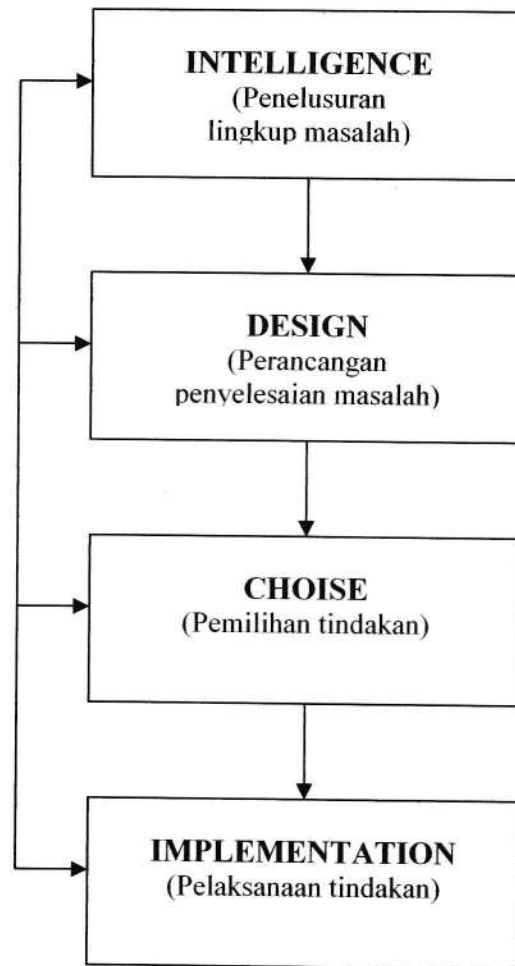 INTELLIGENCE
(Penelusuran
lingkup masalah)
DESIGN
(Perancangan
penyelesaian masalah)
CHOISE
(Pemilihan tindakan)
IMPLEMENTATION
(Pelaksanaan tindakan)